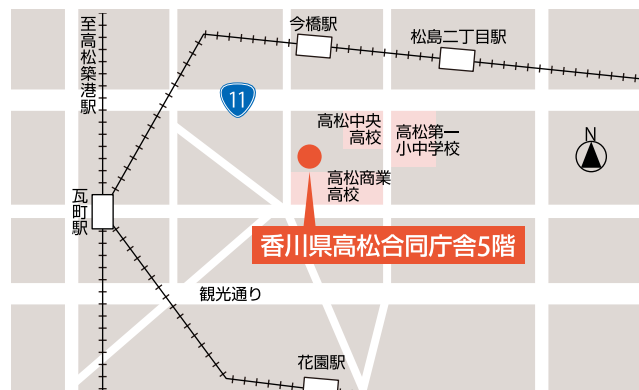 至高松築港駅
今橋駅
松島二丁目駅
11
高松中央
高校
高松第一
小中学校
N
高松商業
高校
瓦町駅
香川県高松合同庁舎5階
観光通り
花園駅